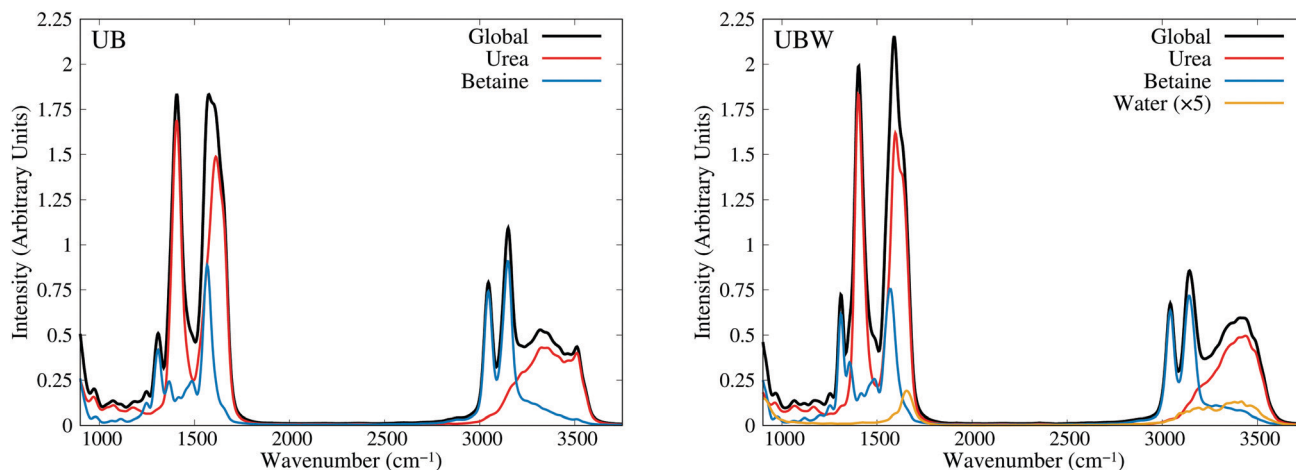 UB
Global
Urea
Betaine
2.25
2
1.75
1.5
1.25
1
0.75
0.5
0.25
0
Intensity (Arbitrary Units)
1000 1500 2000 2500 3000 3500
Wavenumber (cm⁻¹)
UBW
Global
Urea
Betaine
Water (×5)
2.25
2
1.75
1.5
1.25
1
0.75
0.5
0.25
0
Intensity (Arbitrary Units)
1000 1500 2000 2500 3000 3500
Wavenumber (cm⁻¹)